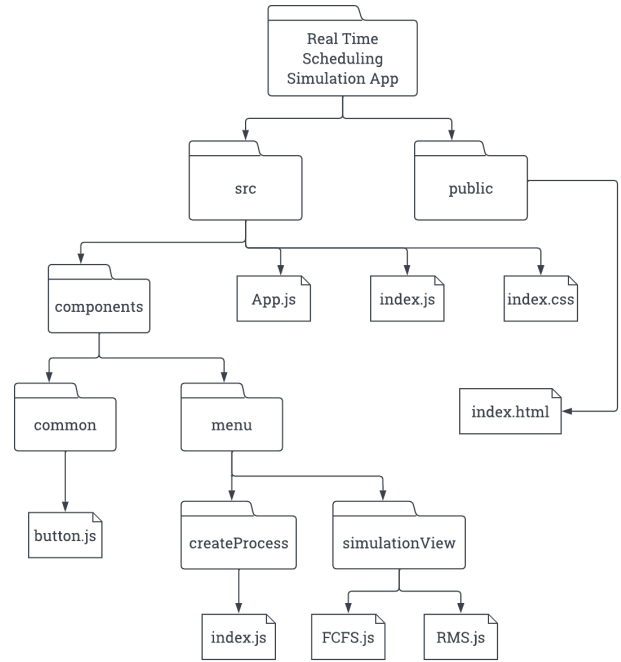 Real Time
Scheduling
Simulation App
src
public
components
App.js
index.js
index.css
common
menu
index.html
button.js
createProcess
simulationView
index.js
FCFS.js
RMS.js